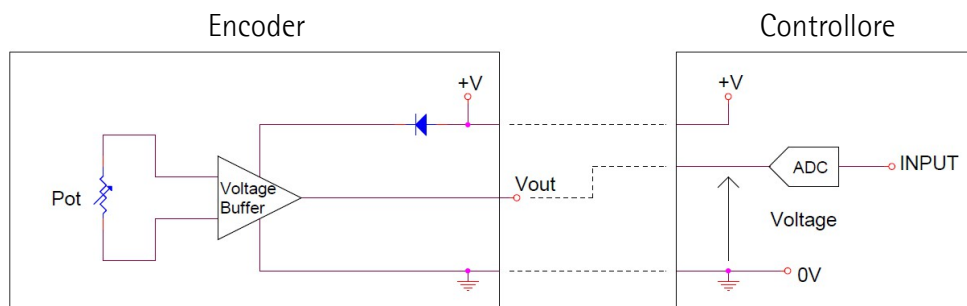 Encoder
Controllore
+V
+V
Pot
Voltage
Buffer
Vout
ADC
INPUT
Voltage
0V